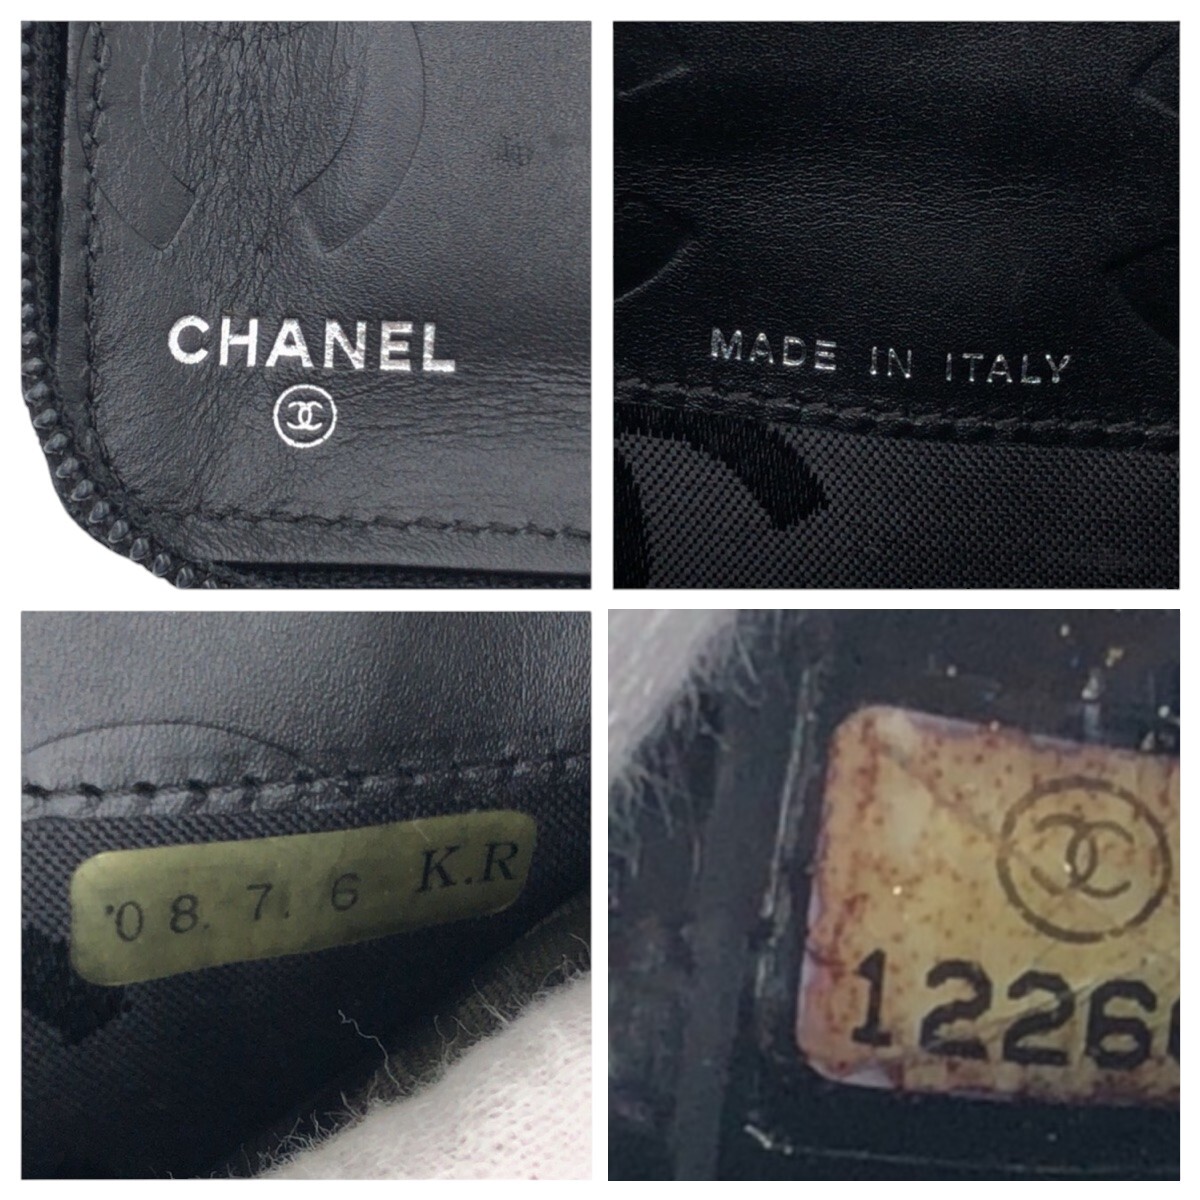 CHANEL
MADE IN ITALY
'08. 7. 6 K.R
1226